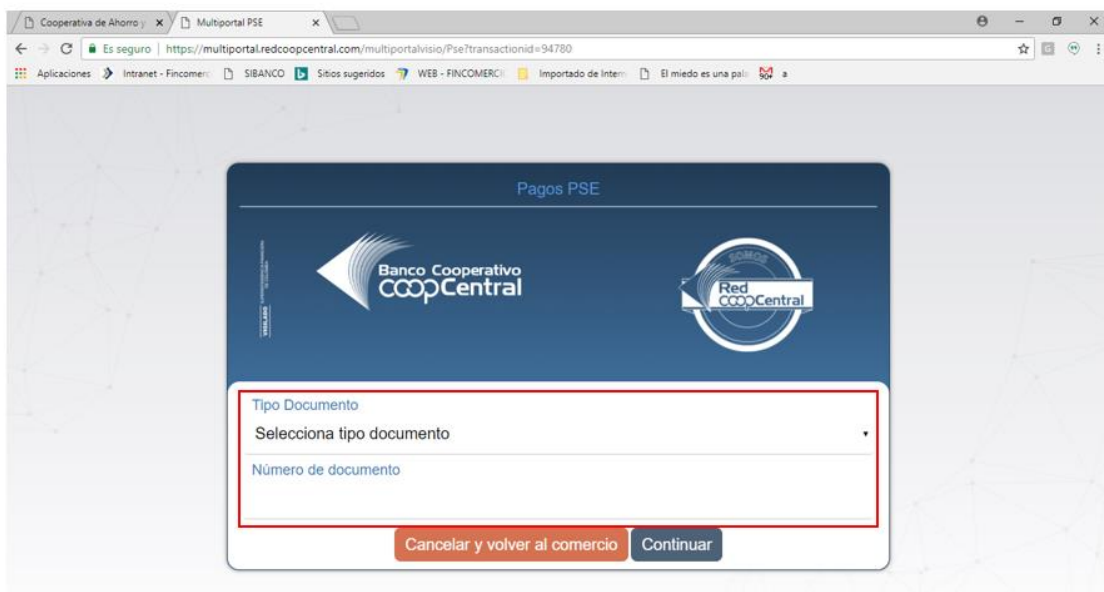 Cooperativa de Ahorro y
Multiportal PSE
Es seguro | https://multiportal.redcoopcentral.com/multiportalvisio/Pse?transactionid=94780
Aplicaciones Intranet - Fincomerc SIBANCO Sitios sugeridos WEB - FINCOMERCI Importado de Intern El miedo es una pala a
Pagos PSE
VIGILADO
Banco Cooperativo
coopCentral
SOMOS
Red
coopCentral
Tipo Documento
Selecciona tipo documento
Número de documento
Cancelar y volver al comercio Continuar